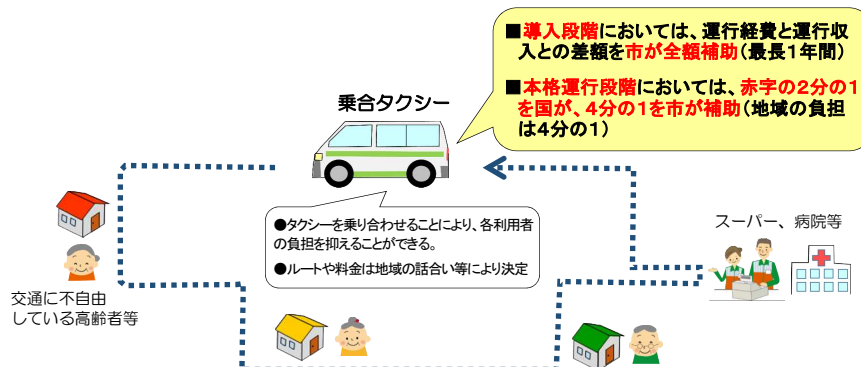 ■導入段階においては、運行経費と運行収
入との差額を市が全額補助（最長１年間）
■本格運行段階においては、赤字の２分の１
を国が、４分の１を市が補助（地域の負担
は４分の１）
乗合タクシー
●タクシーを乗り合わせることにより、各利用者
の負担を抑えることができる。
●ルートや料金は地域の話合い等により決定
スーパー、病院等
交通に不自由
している高齢者等